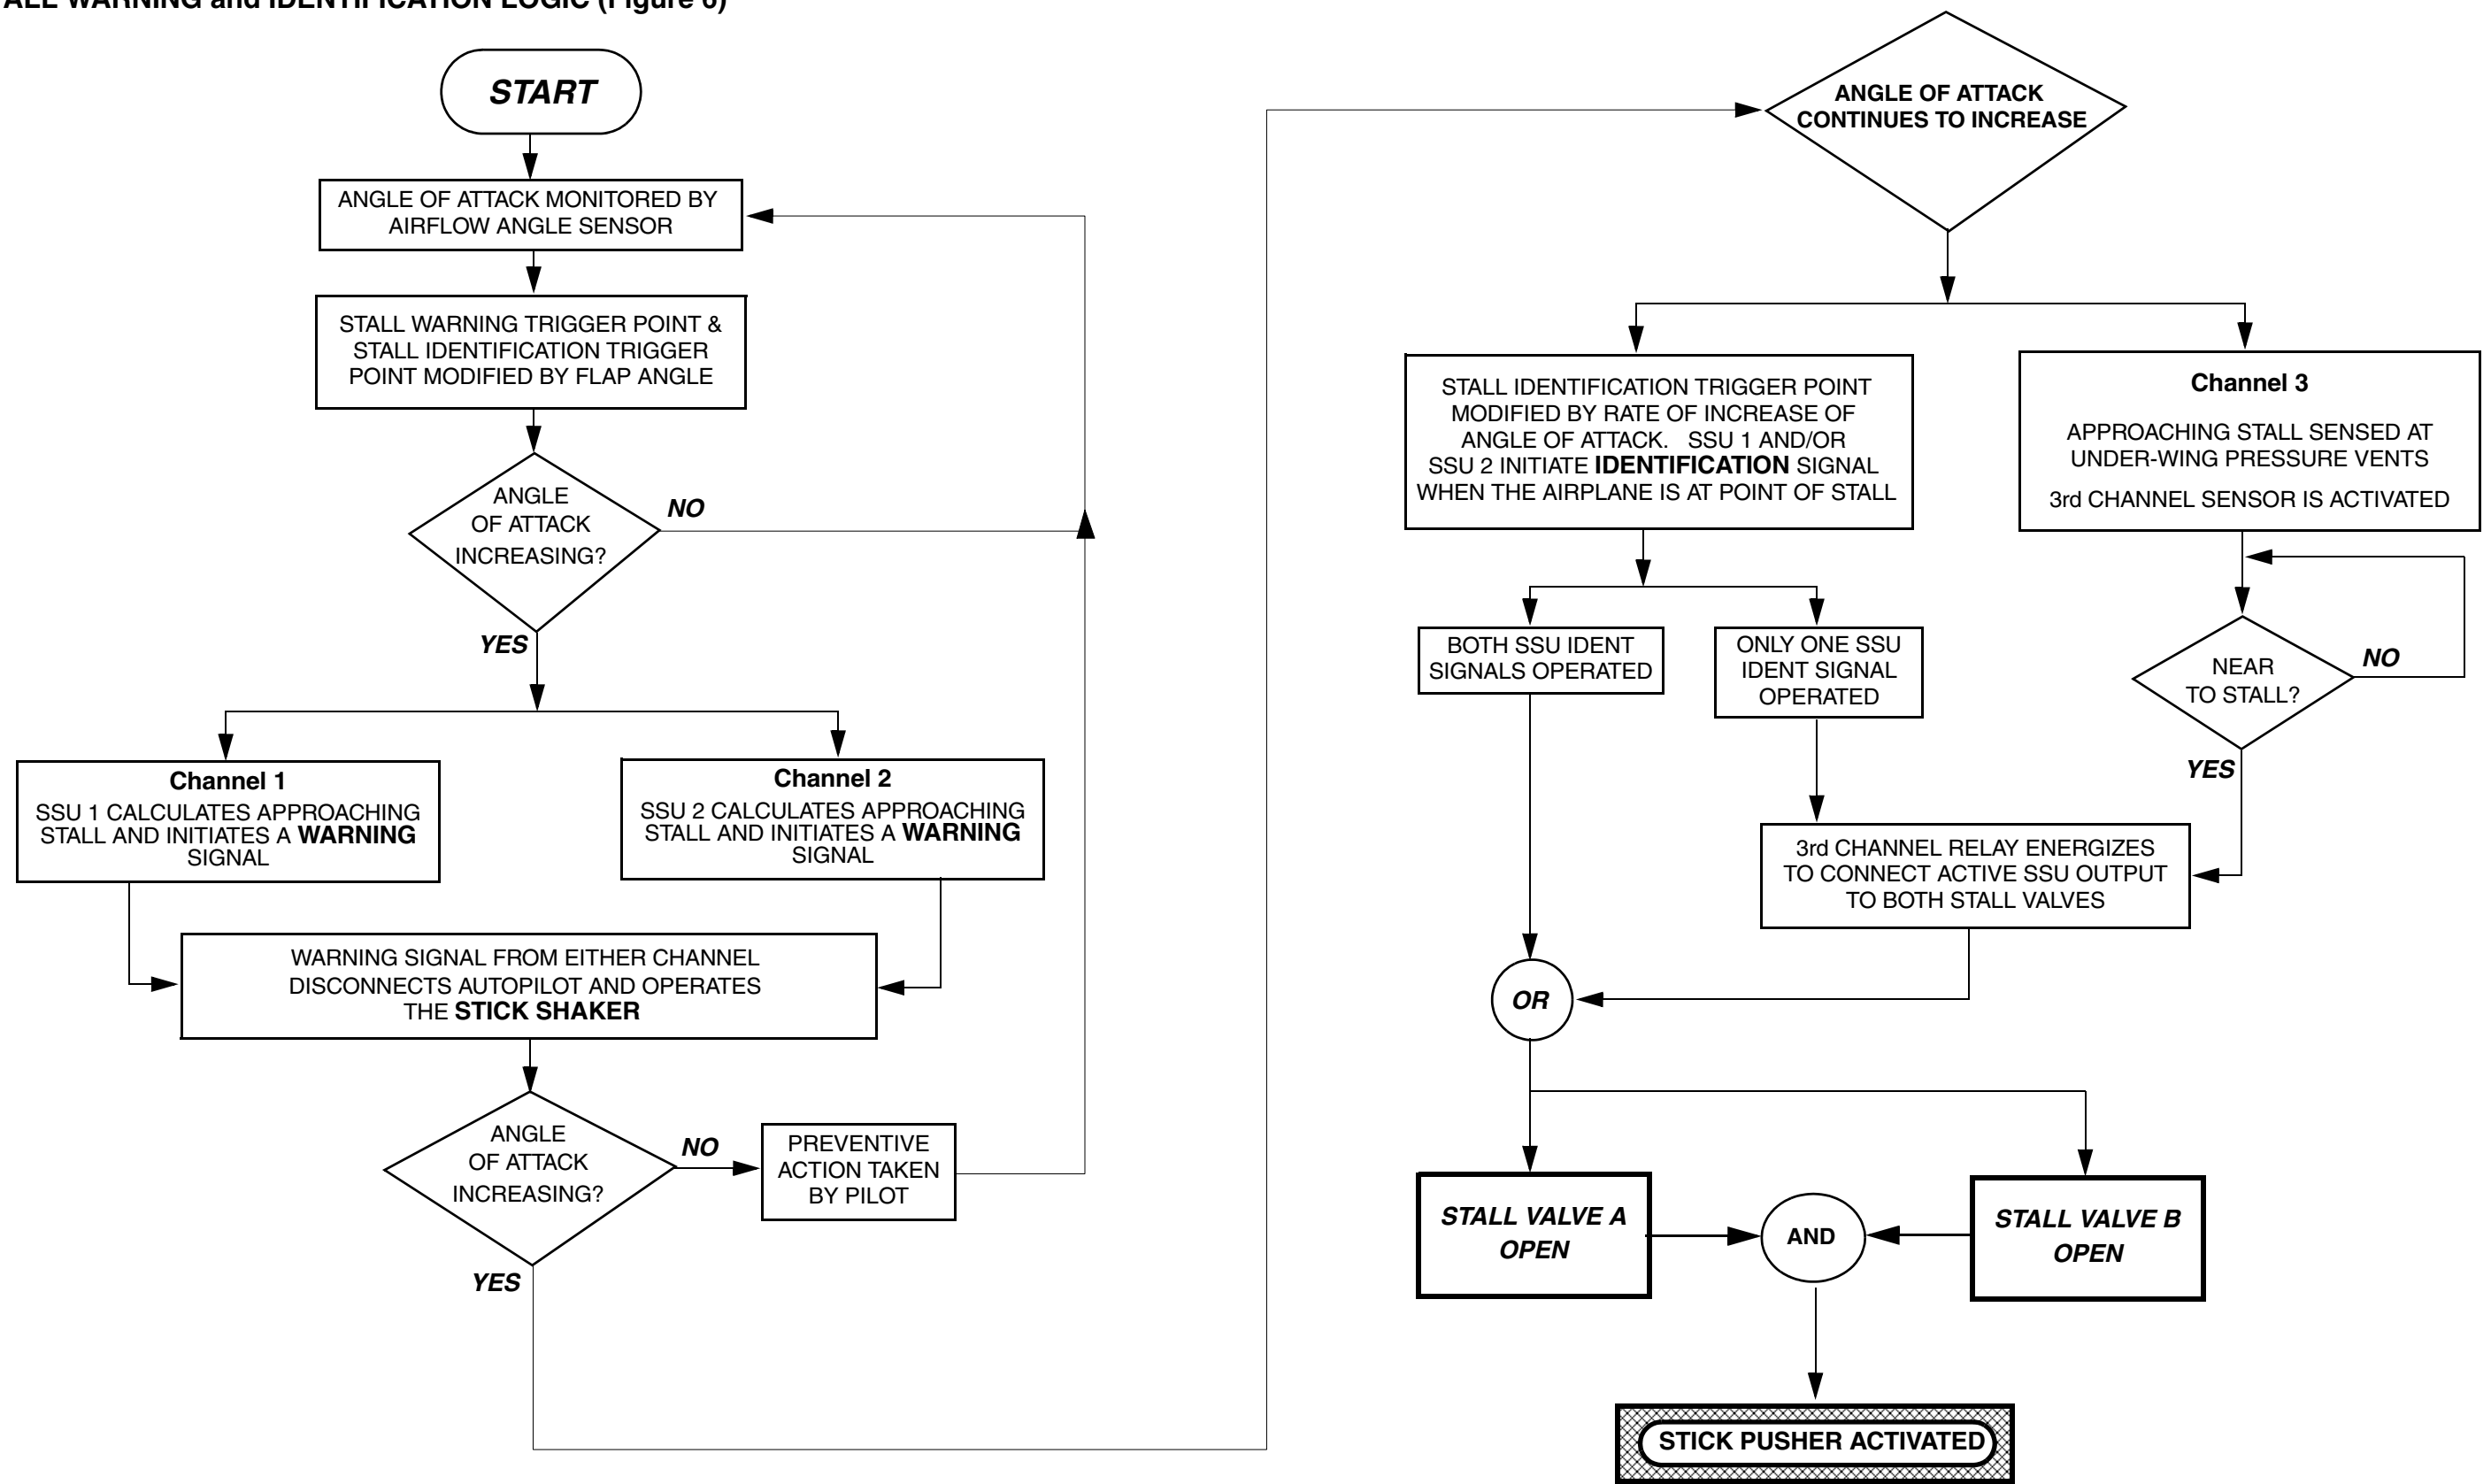 ALL WARNING and IDENTIFICATION LOGIC (Figure 6)
START
ANGLE OF ATTACK MONITORED BY
AIRFLOW ANGLE SENSOR
STALL WARNING TRIGGER POINT &
STALL IDENTIFICATION TRIGGER
POINT MODIFIED BY FLAP ANGLE
ANGLE
OF ATTACK
INCREASING?
NO
YES
Channel 1
SSU 1 CALCULATES APPROACHING
STALL AND INITIATES A WARNING
SIGNAL
Channel 2
SSU 2 CALCULATES APPROACHING
STALL AND INITIATES A WARNING
SIGNAL
WARNING SIGNAL FROM EITHER CHANNEL
DISCONNECTS AUTOPILOT AND OPERATES
THE STICK SHAKER
ANGLE
OF ATTACK
INCREASING?
NO
PREVENTIVE
ACTION TAKEN
BY PILOT
YES
ANGLE OF ATTACK
CONTINUES TO INCREASE
STALL IDENTIFICATION TRIGGER POINT
MODIFIED BY RATE OF INCREASE OF
ANGLE OF ATTACK. SSU 1 AND/OR
SSU 2 INITIATE IDENTIFICATION SIGNAL
WHEN THE AIRPLANE IS AT POINT OF STALL
Channel 3
APPROACHING STALL SENSED AT
UNDER-WING PRESSURE VENTS
3rd CHANNEL SENSOR IS ACTIVATED
BOTH SSU IDENT
SIGNALS OPERATED
ONLY ONE SSU
IDENT SIGNAL
OPERATED
NEAR
TO STALL?
NO
YES
3rd CHANNEL RELAY ENERGIZES
TO CONNECT ACTIVE SSU OUTPUT
TO BOTH STALL VALVES
OR
STALL VALVE A
OPEN
AND
STALL VALVE B
OPEN
STICK PUSHER ACTIVATED